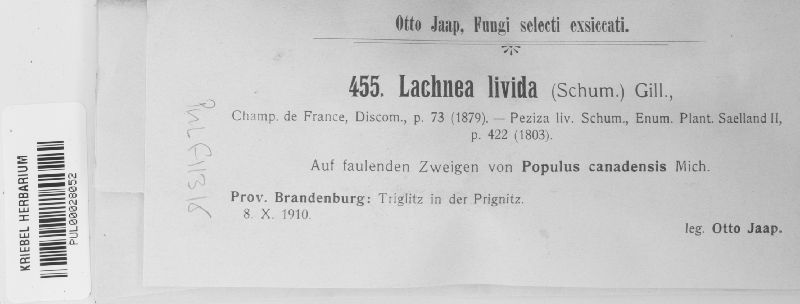 Otto Jaap, Fungi selecti exsiccati.
455. Lachnea livida (Schum.) Gill.,
Champ. de France, Discom., p. 73 (1879). — Peziza liv. Schum., Enum. Plant. Saelland II,
p. 422 (1803).
Auf faulenden Zweigen von Populus canadensis Mich.
Prov. Brandenburg: Triglitz in der Prignitz.
8. X. 1910.
leg. Otto Jaap.
KRIEBEL HERBARIUM
PUL00028052